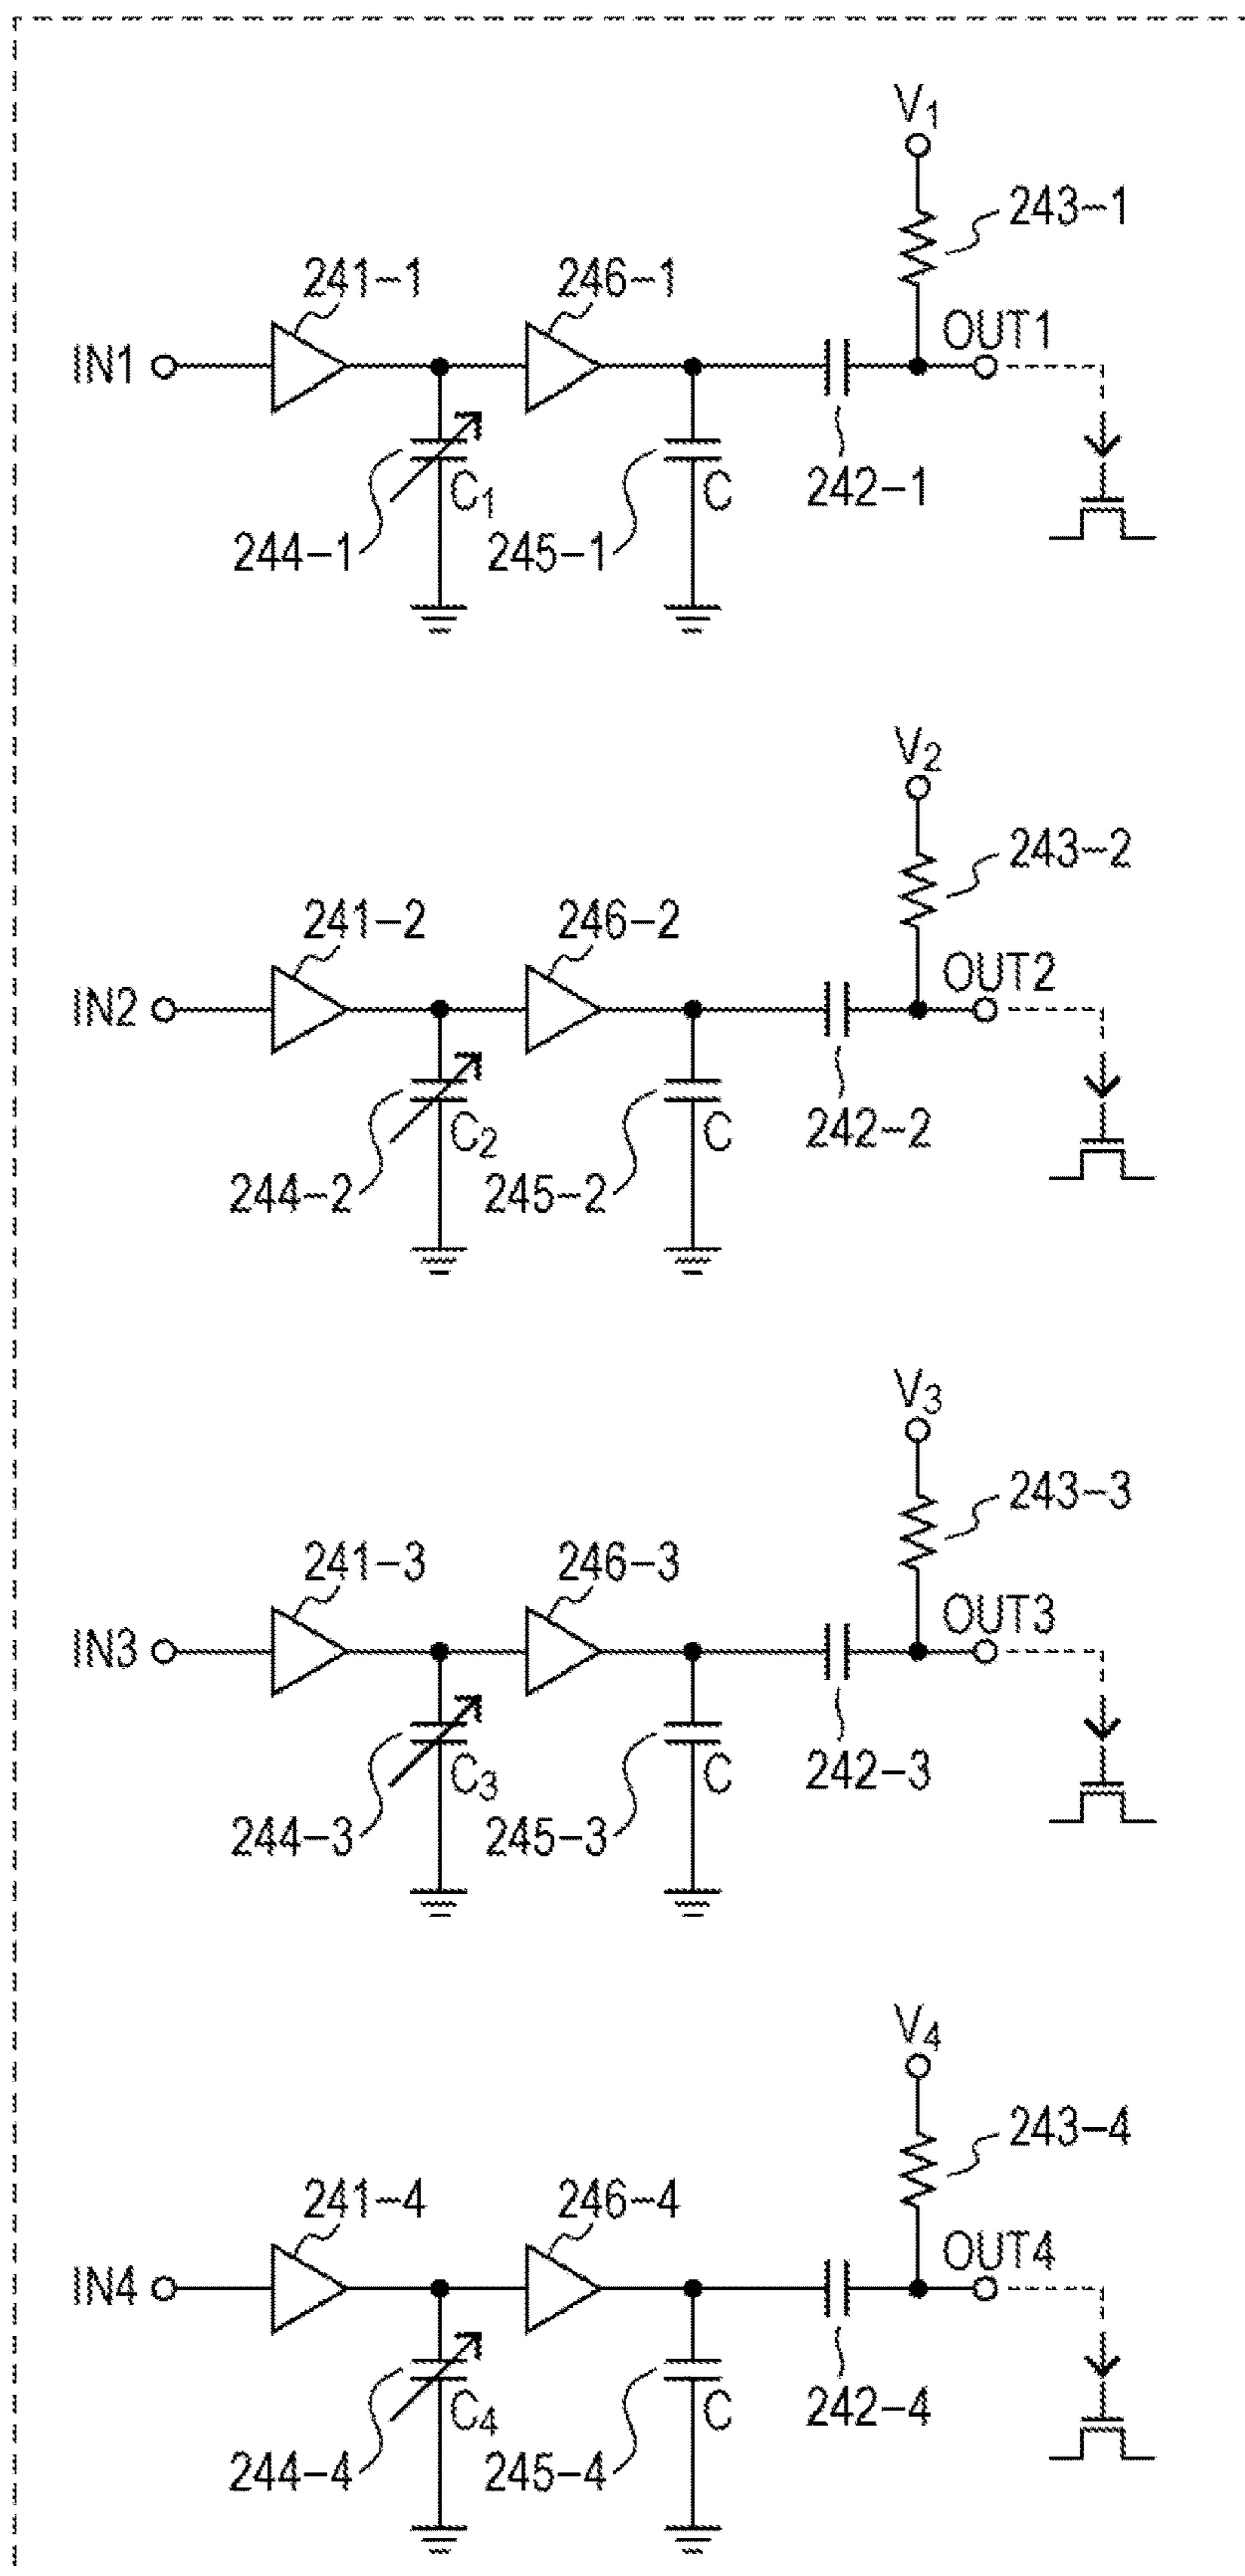 V1
243-1
241-1
246-1
OUT1
IN1
242-1
C1
C
244-1
245-1
V2
243-2
241-2
246-2
OUT2
IN2
242-2
C2
C
244-2
245-2
V3
243-3
241-3
246-3
OUT3
IN3
242-3
C3
C
244-3
245-3
V4
243-4
241-4
246-4
OUT4
IN4
242-4
C4
C
244-4
245-4